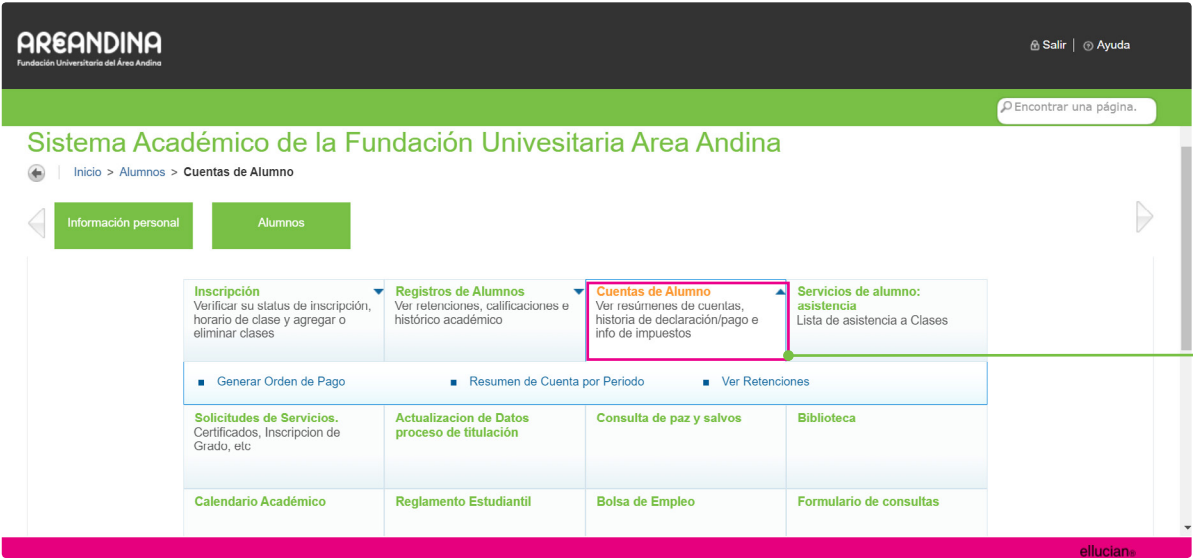 AREANDINA
Fundación Universitaria del Área Andina
Salir | Ayuda
Encontrar una página.
Sistema Académico de la Fundación Univesitaria Area Andina
Inicio > Alumnos > Cuentas de Alumno
Información personal
Alumnos
Inscripción
Verificar su status de inscripción,
horario de clase y agregar o
eliminar clases
Registros de Alumnos
Ver retenciones, calificaciones e
histórico académico
Cuentas de Alumno
Ver resúmenes de cuentas,
historia de declaración/pago e
info de impuestos
Servicios de alumno:
asistencia
Lista de asistencia a Clases
Generar Orden de Pago
Resumen de Cuenta por Periodo
Ver Retenciones
Solicitudes de Servicios.
Certificados, Inscripcion de
Grado, etc
Actualizacion de Datos
proceso de titulación
Consulta de paz y salvos
Biblioteca
Calendario Académico
Reglamento Estudiantil
Bolsa de Empleo
Formulario de consultas
ellucian®